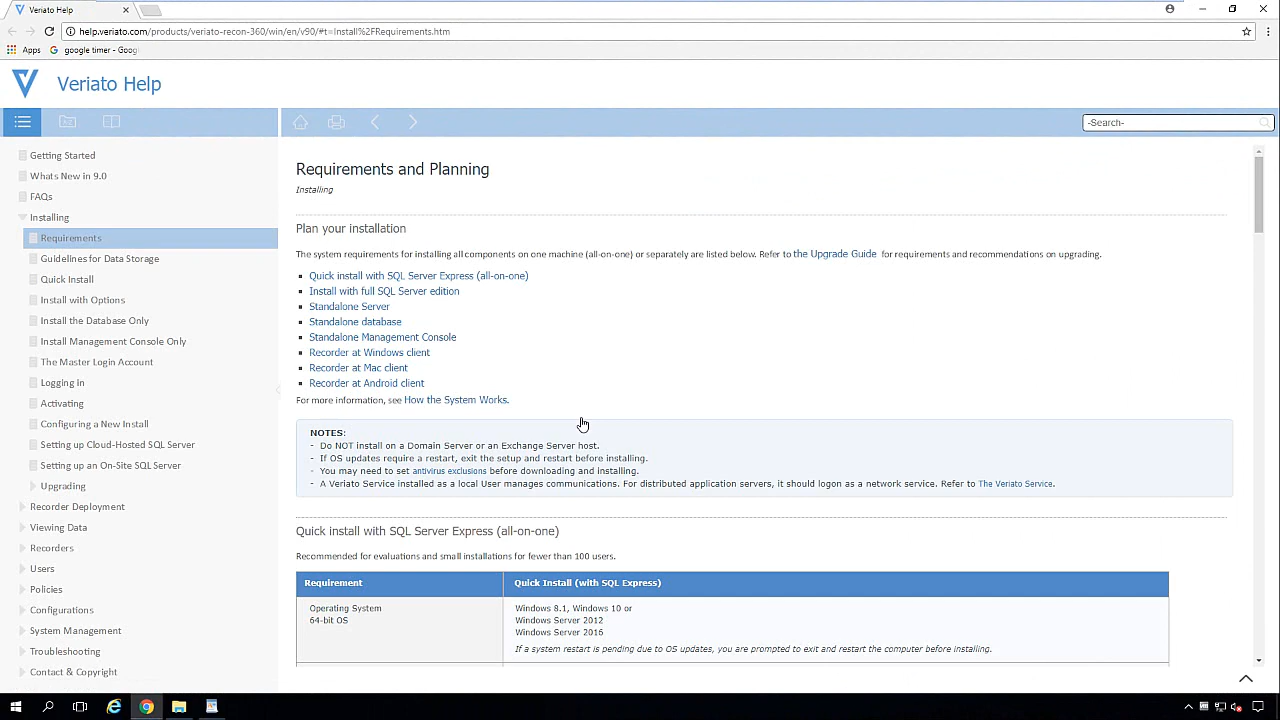 Veriato Help
help.veriato.com/products/veriato-recon-360/win/en/v90/#t=Install%2FRequirements.htm
Apps google timer - Goog
Veriato Help
-Search-
Getting Started
Whats New in 9.0
FAQs
Installing
Requirements
Guidelines for Data Storage
Quick Install
Install with Options
Install the Database Only
Install Management Console Only
The Master Login Account
Logging in
Activating
Configuring a New Install
Setting up Cloud-Hosted SQL Server
Setting up an On-Site SQL Server
Upgrading
Recorder Deployment
Viewing Data
Recorders
Users
Policies
Configurations
System Management
Troubleshooting
Contact & Copyright
Requirements and Planning
Installing
Plan your installation
The system requirements for installing all components on one machine (all-on-one) or separately are listed below. Refer to the Upgrade Guide for requirements and recommendations on upgrading.
Quick install with SQL Server Express (all-on-one)
Install with full SQL Server edition
Standalone Server
Standalone database
Standalone Management Console
Recorder at Windows client
Recorder at Mac client
Recorder at Android client
For more information, see How the System Works.
NOTES:
- Do NOT install on a Domain Server or an Exchange Server host.
- If OS updates require a restart, exit the setup and restart before installing.
- You may need to set antivirus exclusions before downloading and installing.
- A Veriato Service installed as a local User manages communications. For distributed application servers, it should logon as a network service. Refer to The Veriato Service.
Quick install with SQL Server Express (all-on-one)
Recommended for evaluations and small installations for fewer than 100 users.
Requirement Quick Install (with SQL Express)
Operating System Windows 8.1, Windows 10 or
64-bit OS Windows Server 2012
Windows Server 2016
If a system restart is pending due to OS updates, you are prompted to exit and restart the computer before installing.